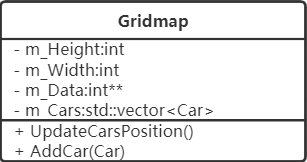 Gridmap
- m_Height:int
- m_Width:int
- m_Data:int**
- m_Cars:std::vector<Car>
+ UpdateCarsPosition()
+ AddCar(Car)